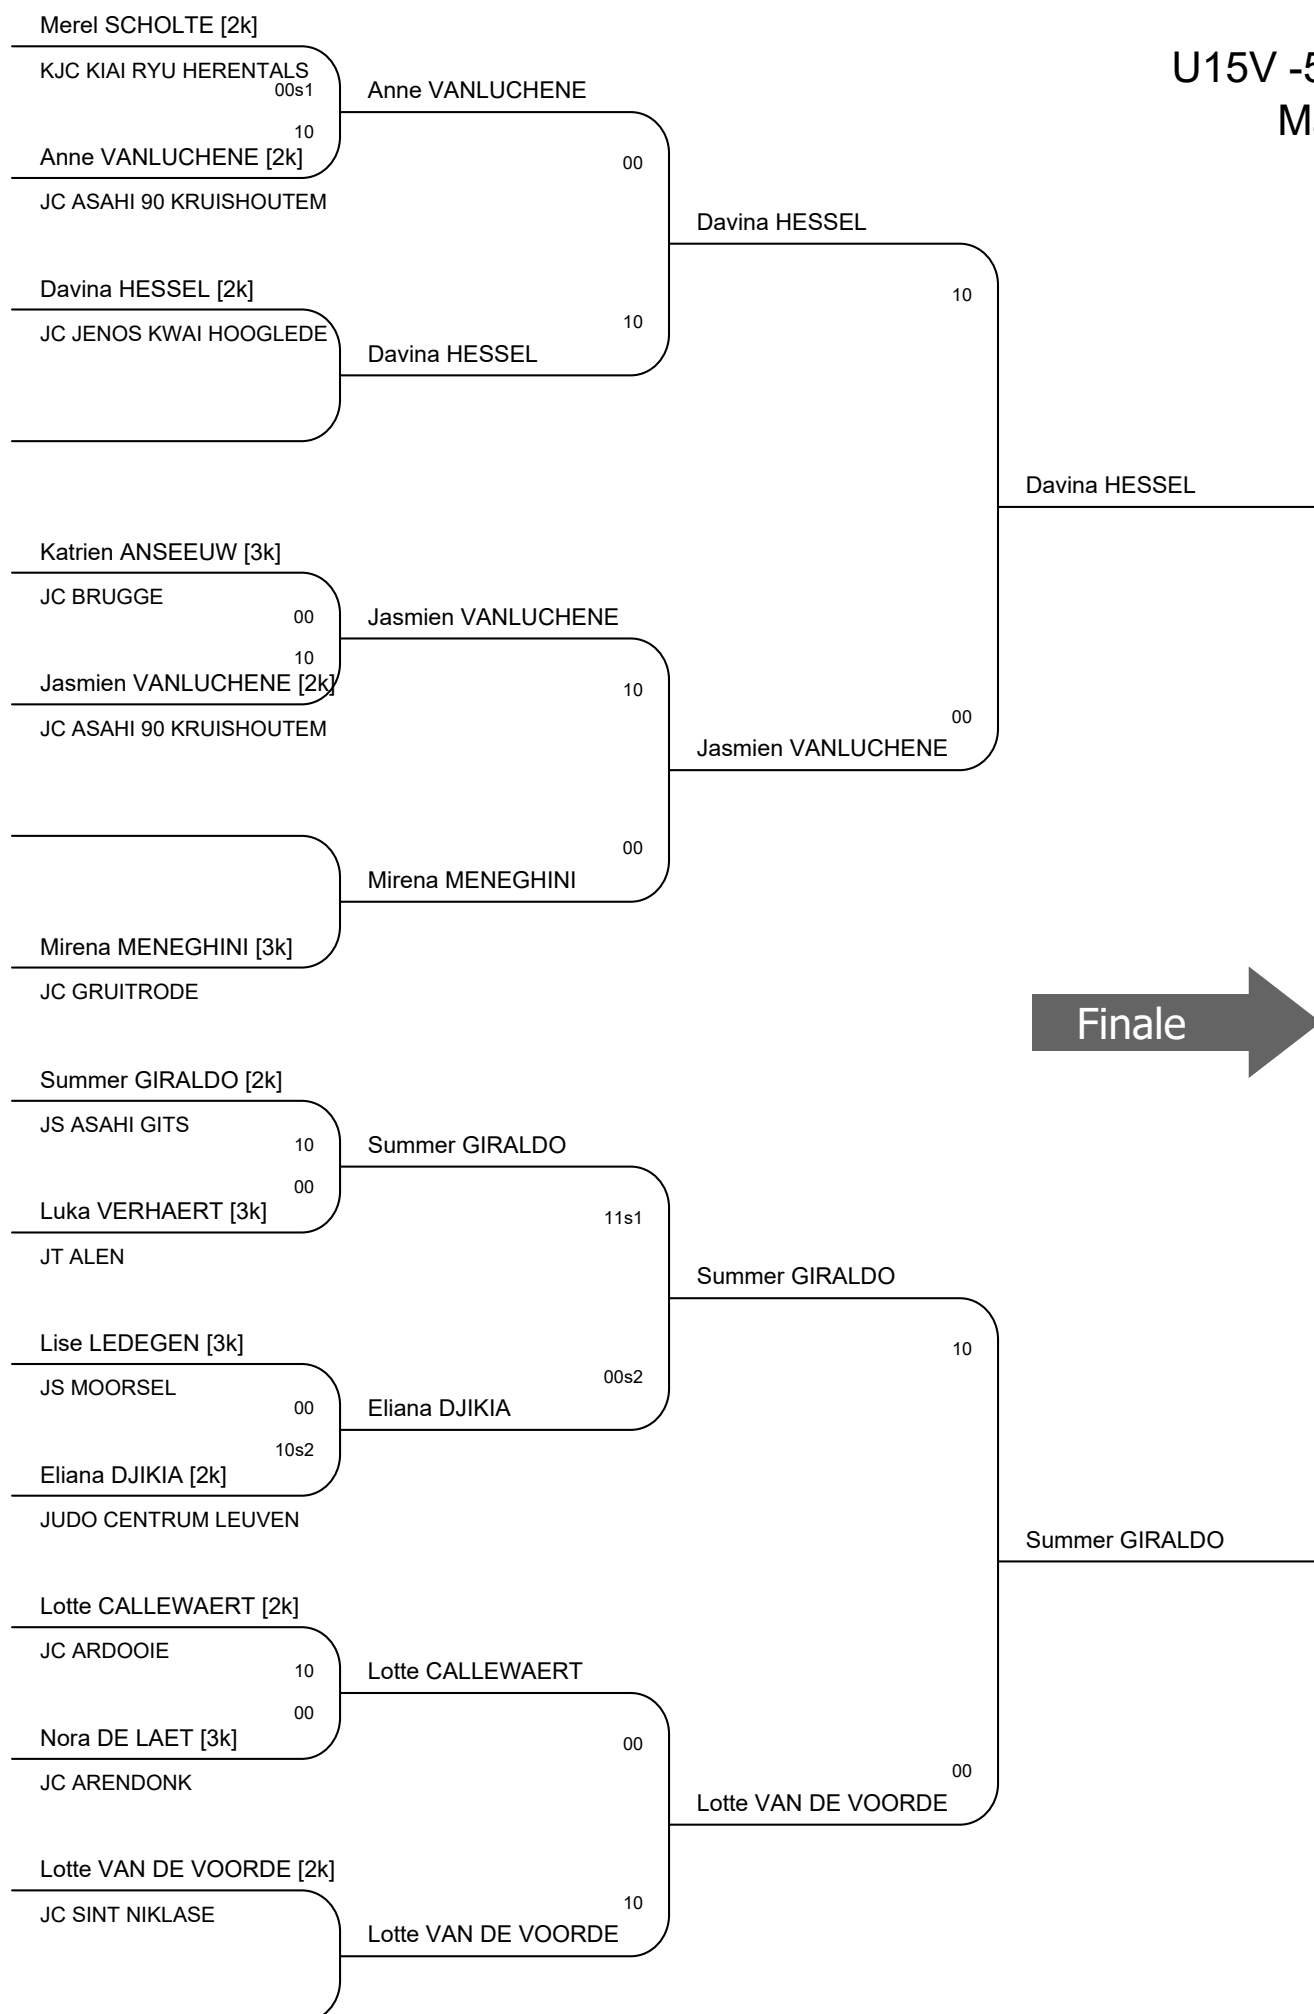 Merel SCHOLTE [2k]
KJC KIAI RYU HERENTALS
00s1
10
Anne VANLUCHENE [2k]
JC ASAHI 90 KRUISHOUTEM
Davina HESSEL [2k]
JC JENOS KWAI HOOGLEDE
Katrien ANSEEUW [3k]
JC BRUGGE
00
10
Jasmien VANLUCHENE [2k]
JC ASAHI 90 KRUISHOUTEM
Mirena MENEGHINI [3k]
JC GRUITRODE
Summer GIRALDO [2k]
JS ASAHI GITS
10
00
Luka VERHAERT [3k]
JT ALEN
Lise LEDEGEN [3k]
JS MOORSEL
00
10s2
Eliana DJIKIA [2k]
JUDO CENTRUM LEUVEN
Lotte CALLEWAERT [2k]
JC ARDOOIE
10
00
Nora DE LAET [3k]
JC ARENDONK
Lotte VAN DE VOORDE [2k]
JC SINT NIKLASE
Anne VANLUCHENE
00
10
Davina HESSEL
Jasmien VANLUCHENE
10
00
Mirena MENEGHINI
Summer GIRALDO
11s1
00s2
Eliana DJIKIA
Lotte CALLEWAERT
00
10
Lotte VAN DE VOORDE
Davina HESSEL
10
00
Jasmien VANLUCHENE
Summer GIRALDO
10
00
Lotte VAN DE VOORDE
U15V -5
Davina HESSEL
Finale
Summer GIRALDO